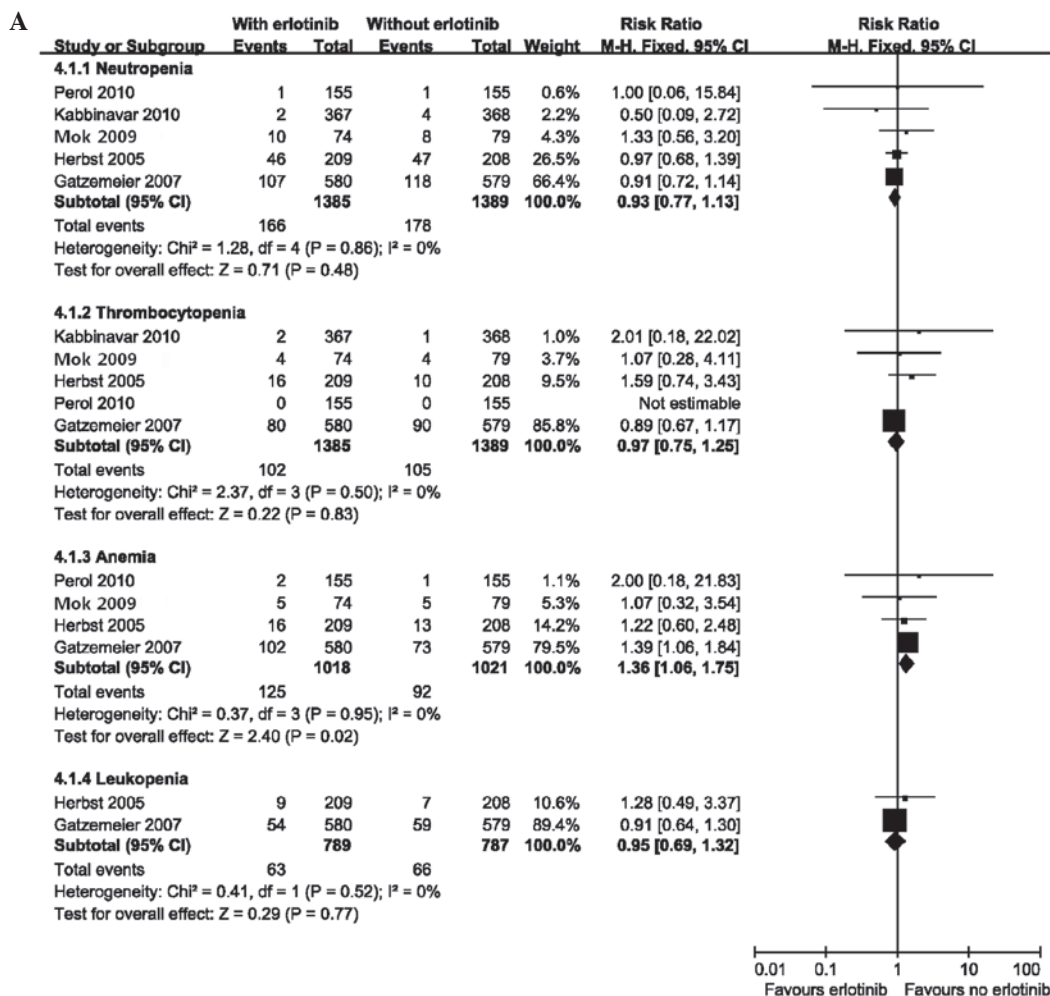 A
With erlotinib Without erlotinib Risk Ratio Risk Ratio
Study or Subgroup Events Total Events Total Weight M-H. Fixed. 95% CI M-H. Fixed. 95% CI
4.1.1 Neutropenia
Perol 2010 1 155 1 155 0.6% 1.00 [0.06, 15.84]
Kabbinavar 2010 2 367 4 368 2.2% 0.50 [0.09, 2.72]
Mok 2009 10 74 8 79 4.3% 1.33 [0.56, 3.20]
Herbst 2005 46 209 47 208 26.5% 0.97 [0.68, 1.39]
Gatzemeier 2007 107 580 118 579 66.4% 0.91 [0.72, 1.14]
Subtotal (95% CI) 1385 1389 100.0% 0.93 [0.77, 1.13]
Total events 166 178
Heterogeneity: Chi² = 1.28, df = 4 (P = 0.86); I² = 0%
Test for overall effect: Z = 0.71 (P = 0.48)
4.1.2 Thrombocytopenia
Kabbinavar 2010 2 367 1 368 1.0% 2.01 [0.18, 22.02]
Mok 2009 4 74 4 79 3.7% 1.07 [0.28, 4.11]
Herbst 2005 16 209 10 208 9.5% 1.59 [0.74, 3.43]
Perol 2010 0 155 0 155 Not estimable
Gatzemeier 2007 80 580 90 579 85.8% 0.89 [0.67, 1.17]
Subtotal (95% CI) 1385 1389 100.0% 0.97 [0.75, 1.25]
Total events 102 105
Heterogeneity: Chi² = 2.37, df = 3 (P = 0.50); I² = 0%
Test for overall effect: Z = 0.22 (P = 0.83)
4.1.3 Anemia
Perol 2010 2 155 1 155 1.1% 2.00 [0.18, 21.83]
Mok 2009 5 74 5 79 5.3% 1.07 [0.32, 3.54]
Herbst 2005 16 209 13 208 14.2% 1.22 [0.60, 2.48]
Gatzemeier 2007 102 580 73 579 79.5% 1.39 [1.06, 1.84]
Subtotal (95% CI) 1018 1021 100.0% 1.36 [1.06, 1.75]
Total events 125 92
Heterogeneity: Chi² = 0.37, df = 3 (P = 0.95); I² = 0%
Test for overall effect: Z = 2.40 (P = 0.02)
4.1.4 Leukopenia
Herbst 2005 9 209 7 208 10.6% 1.28 [0.49, 3.37]
Gatzemeier 2007 54 580 59 579 89.4% 0.91 [0.64, 1.30]
Subtotal (95% CI) 789 787 100.0% 0.95 [0.69, 1.32]
Total events 63 66
Heterogeneity: Chi² = 0.41, df = 1 (P = 0.52); I² = 0%
Test for overall effect: Z = 0.29 (P = 0.77)
0.01 0.1 1 10 100
Favours erlotinib Favours no erlotinib